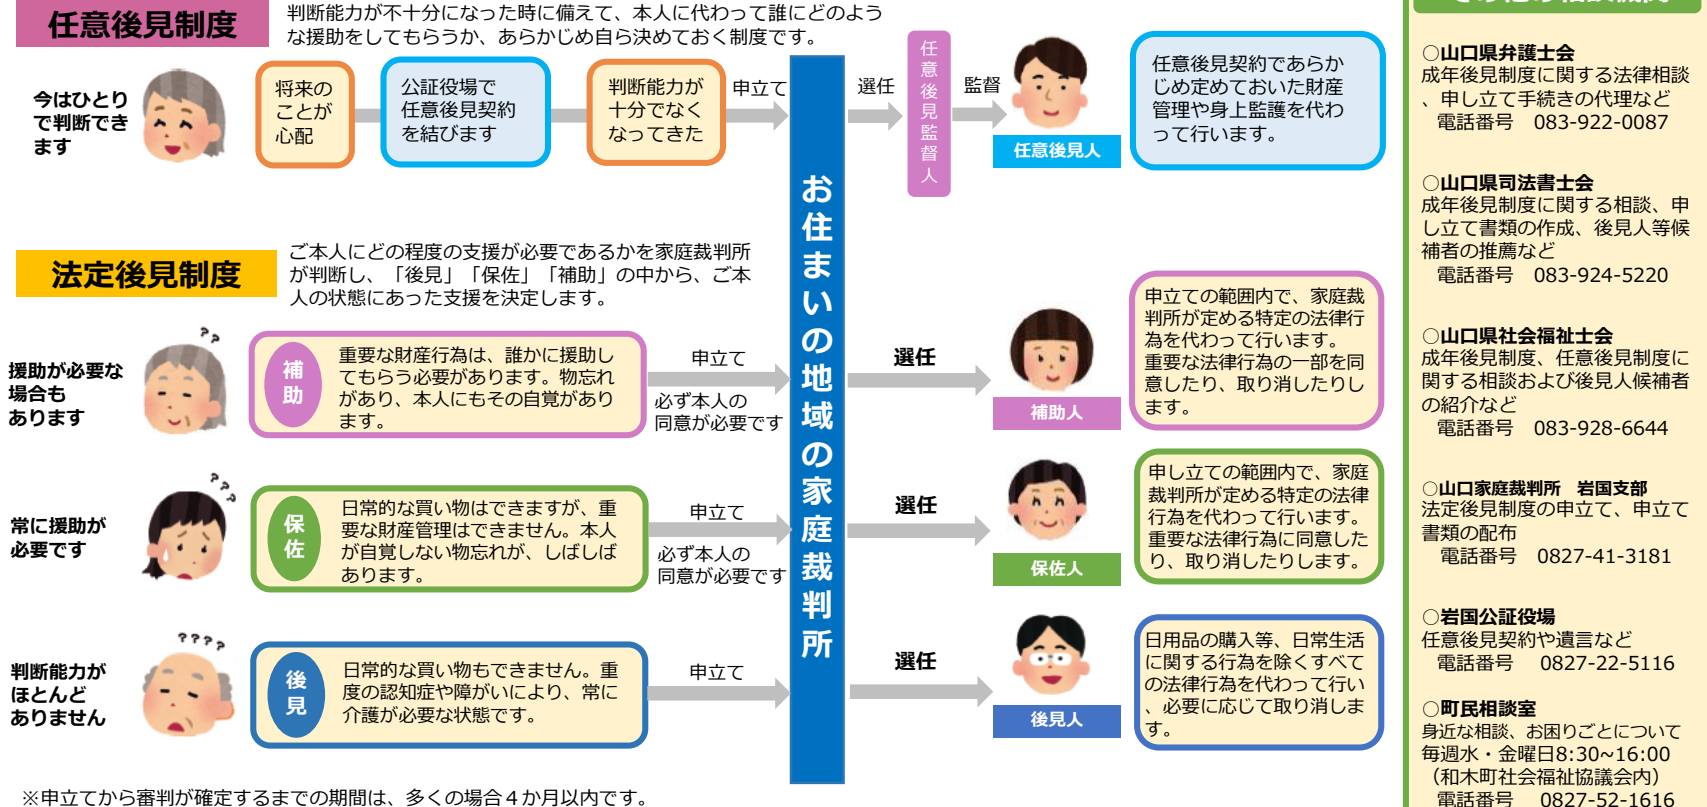 任意後見制度
判断能力が不十分になった時に備えて、本人に代わって誰にどのよう
な援助をしてもらうか、あらかじめ自ら決めておく制度です。
今はひとり
で判断でき
ます
将来の
ことが
心配
公証役場で
任意後見契約
を結びます
判断能力が
十分でなく
なってきた
申立て
お住まいの地域の家庭裁判所
選任
任意後見監督人
監督
任意後見人
任意後見契約であらか
じめ定めておいた財産
管理や身上監護を代わ
って行います。
法定後見制度
ご本人にどの程度の支援が必要であるかを家庭裁判所
が判断し、「後見」「保佐」「補助」の中から、ご本
人の状態にあった支援を決定します。
援助が必要な
場合も
あります
??
補助
重要な財産行為は、誰かに援助し
てもらう必要があります。物忘れ
があり、本人にもその自覚があり
ます。
申立て
必ず本人の
同意が必要です
選任
補助人
申立ての範囲内で、家庭裁
判所が定める特定の法律行
為を代わって行います。
重要な法律行為の一部を同
意したり、取り消したりし
ます。
常に援助が
必要です
???
保佐
日常的な買い物はできますが、重
要な財産管理はできません。本人
が自覚しない物忘れが、しばしば
あります。
申立て
必ず本人の
同意が必要です
選任
保佐人
申し立ての範囲内で、家庭
裁判所が定める特定の法律
行為を代わって行います。
重要な法律行為に同意した
り、取り消したりします。
判断能力が
ほとんど
ありません
????
後見
日常的な買い物もできません。重
度の認知症や障がいにより、常に
介護が必要な状態です。
申立て
選任
後見人
日用品の購入等、日常生活
に関する行為を除くすべて
の法律行為を代わって行い
、必要に応じて取り消しま
す。
※申立てから審判が確定するまでの期間は、多くの場合４か月以内です。
その他の相談機関
○山口県弁護士会
成年後見制度に関する法律相談
、申し立て手続きの代理など
電話番号　083-922-0087
○山口県司法書士会
成年後見制度に関する相談、申
し立て書類の作成、後見人等候
補者の推薦など
電話番号　083-924-5220
○山口県社会福祉士会
成年後見制度、任意後見制度に
関する相談および後見人候補者
の紹介など
電話番号　083-928-6644
○山口家庭裁判所　岩国支部
法定後見制度の申立て、申立て
書類の配布
電話番号　0827-41-3181
○岩国公証役場
任意後見契約や遺言など
電話番号　0827-22-5116
○町民相談室
身近な相談、お困りごとについて
毎週水・金曜日8:30~16:00
（和木町社会福祉協議会内）
電話番号　0827-52-1616